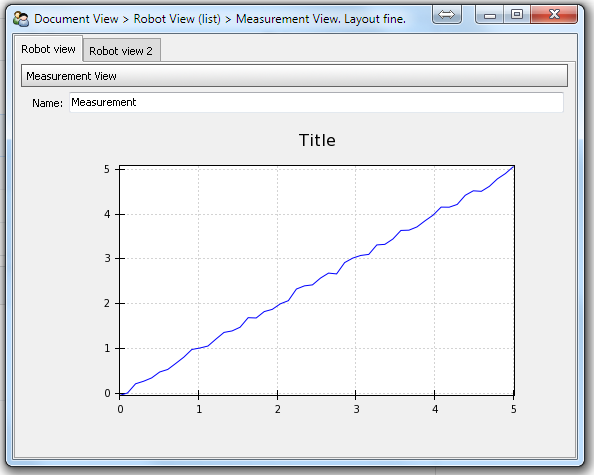 Document View > Robot View (list) > Measurement View. Layout fine.
Robot view
Robot view 2
Measurement View
Name: Measurement
Title
5
4
3
2
1
0
0 1 2 3 4 5